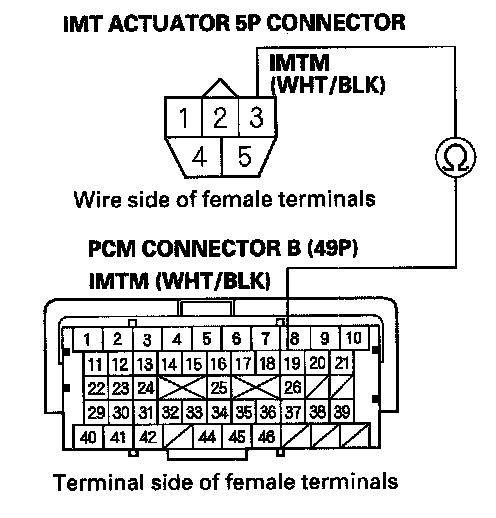 IMT ACTUATOR 5P CONNECTOR
IMTM
(WHT/BLK)
1 2 3
4 5
Ω
Wire side of female terminals
PCM CONNECTOR B (49P)
IMTM (WHT/BLK)
1 2 3 4 5 6 7 8 9 10
11 12 13 14 15 16 17 18 19 20 21
22 23 24 25 26
29 30 31 32 33 34 35 36 37 38 39
40 41 42 44 45 46
Terminal side of female terminals